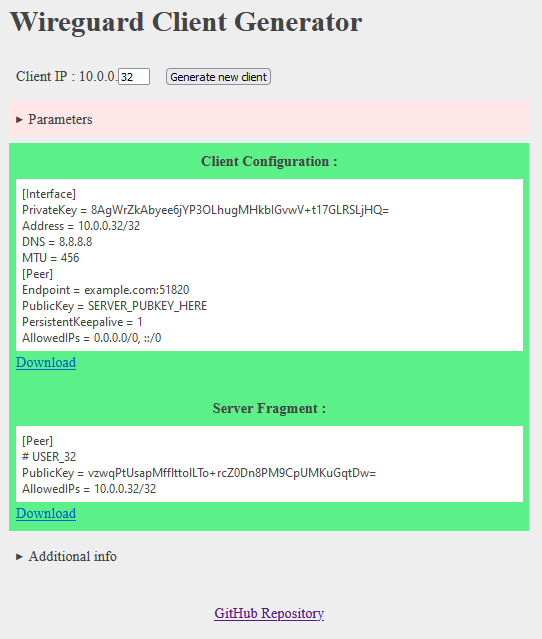 Wireguard Client Generator
Client IP : 10.0.0.32 Generate new client
▸ Parameters
Client Configuration :
[Interface]
PrivateKey = 8AgWrZkAbyee6jYP3OLhugMHkbIGvwV+t17GLRSLjHQ=
Address = 10.0.0.32/32
DNS = 8.8.8.8
MTU = 456
[Peer]
Endpoint = example.com:51820
PublicKey = SERVER_PUBKEY_HERE
PersistentKeepalive = 1
AllowedIPs = 0.0.0.0/0, ::/0
Download
Server Fragment :
[Peer]
# USER_32
PublicKey = vzwqPtUsapMffIttolLTo+rcZ0Dn8PM9CpUMKuGqtDw=
AllowedIPs = 10.0.0.32/32
Download
▸ Additional info
GitHub Repository